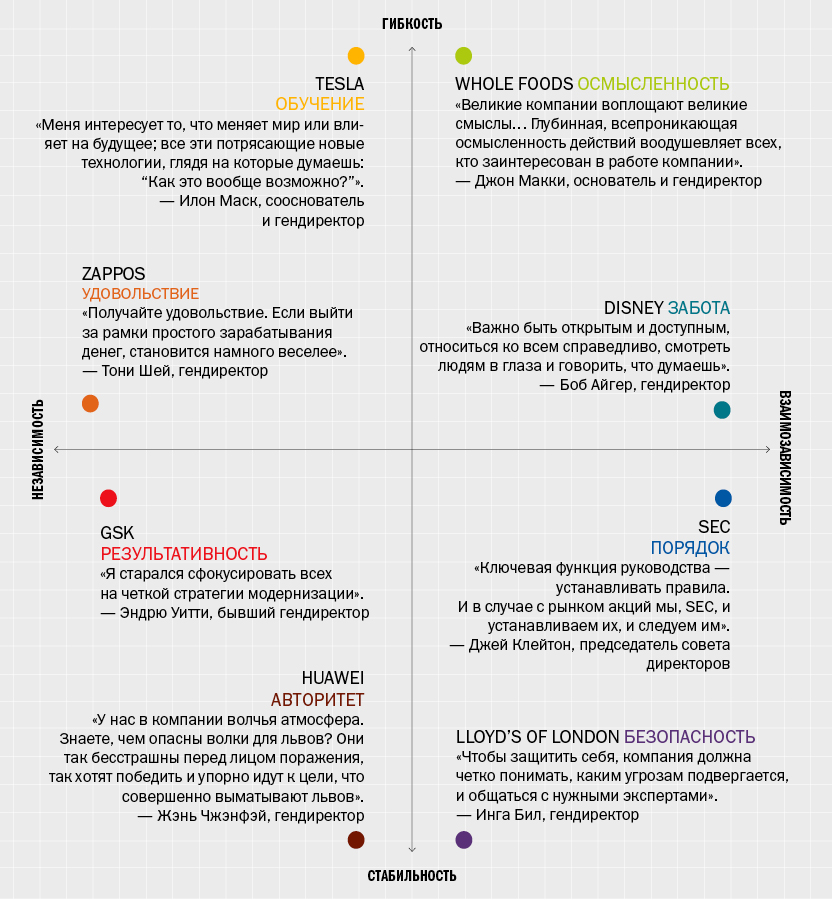 ГИБКОСТЬ
TESLA
ОБУЧЕНИЕ
«Меня интересует то, что меняет мир или вли-
яет на будущее; все эти потрясающие новые
технологии, глядя на которые думаешь:
“Как это вообще возможно?”».
— Илон Маск, сооснователь
и гендиректор
WHOLE FOODS ОСМЫСЛЕННОСТЬ
«Великие компании воплощают великие
смыслы… Глубинная, всепроникающая
осмысленность действий воодушевляет всех,
кто заинтересован в работе компании».
— Джон Макки, основатель и гендиректор
ZAPPOS
УДОВОЛЬСТВИЕ
«Получайте удовольствие. Если выйти
за рамки простого зарабатывания
денег, становится намного веселее».
— Тони Шей, гендиректор
DISNEY ЗАБОТА
«Важно быть открытым и доступным,
относиться ко всем справедливо, смотреть
людям в глаза и говорить, что думаешь».
— Боб Айгер, гендиректор
НЕЗАВИСИМОСТЬ
ВЗАИМОЗАВИСИМОСТЬ
GSK
РЕЗУЛЬТАТИВНОСТЬ
«Я старался сфокусировать всех
на четкой стратегии модернизации».
— Эндрю Уитти, бывший гендиректор
SEC
ПОРЯДОК
«Ключевая функция руководства —
устанавливать правила.
И в случае с рынком акций мы, SEC, и
устанавливаем их, и следуем им».
— Джей Клейтон, председатель совета
директоров
HUAWEI
АВТОРИТЕТ
«У нас в компании волчья атмосфера.
Знаете, чем опасны волки для львов? Они
так бесстрашны перед лицом поражения,
так хотят победить и упорно идут к цели, что
совершенно выматывают львов».
— Жэнь Чжэнфэй, гендиректор
LLOYD’S OF LONDON БЕЗОПАСНОСТЬ
«Чтобы защитить себя, компания должна
четко понимать, каким угрозам подвергается,
и общаться с нужными экспертами».
— Инга Бил, гендиректор
СТАБИЛЬНОСТЬ